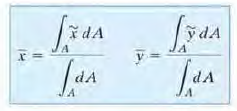 x̄ = ∫_A x̃ dA / ∫_A dA    ȳ = ∫_A ỹ dA / ∫_A dA